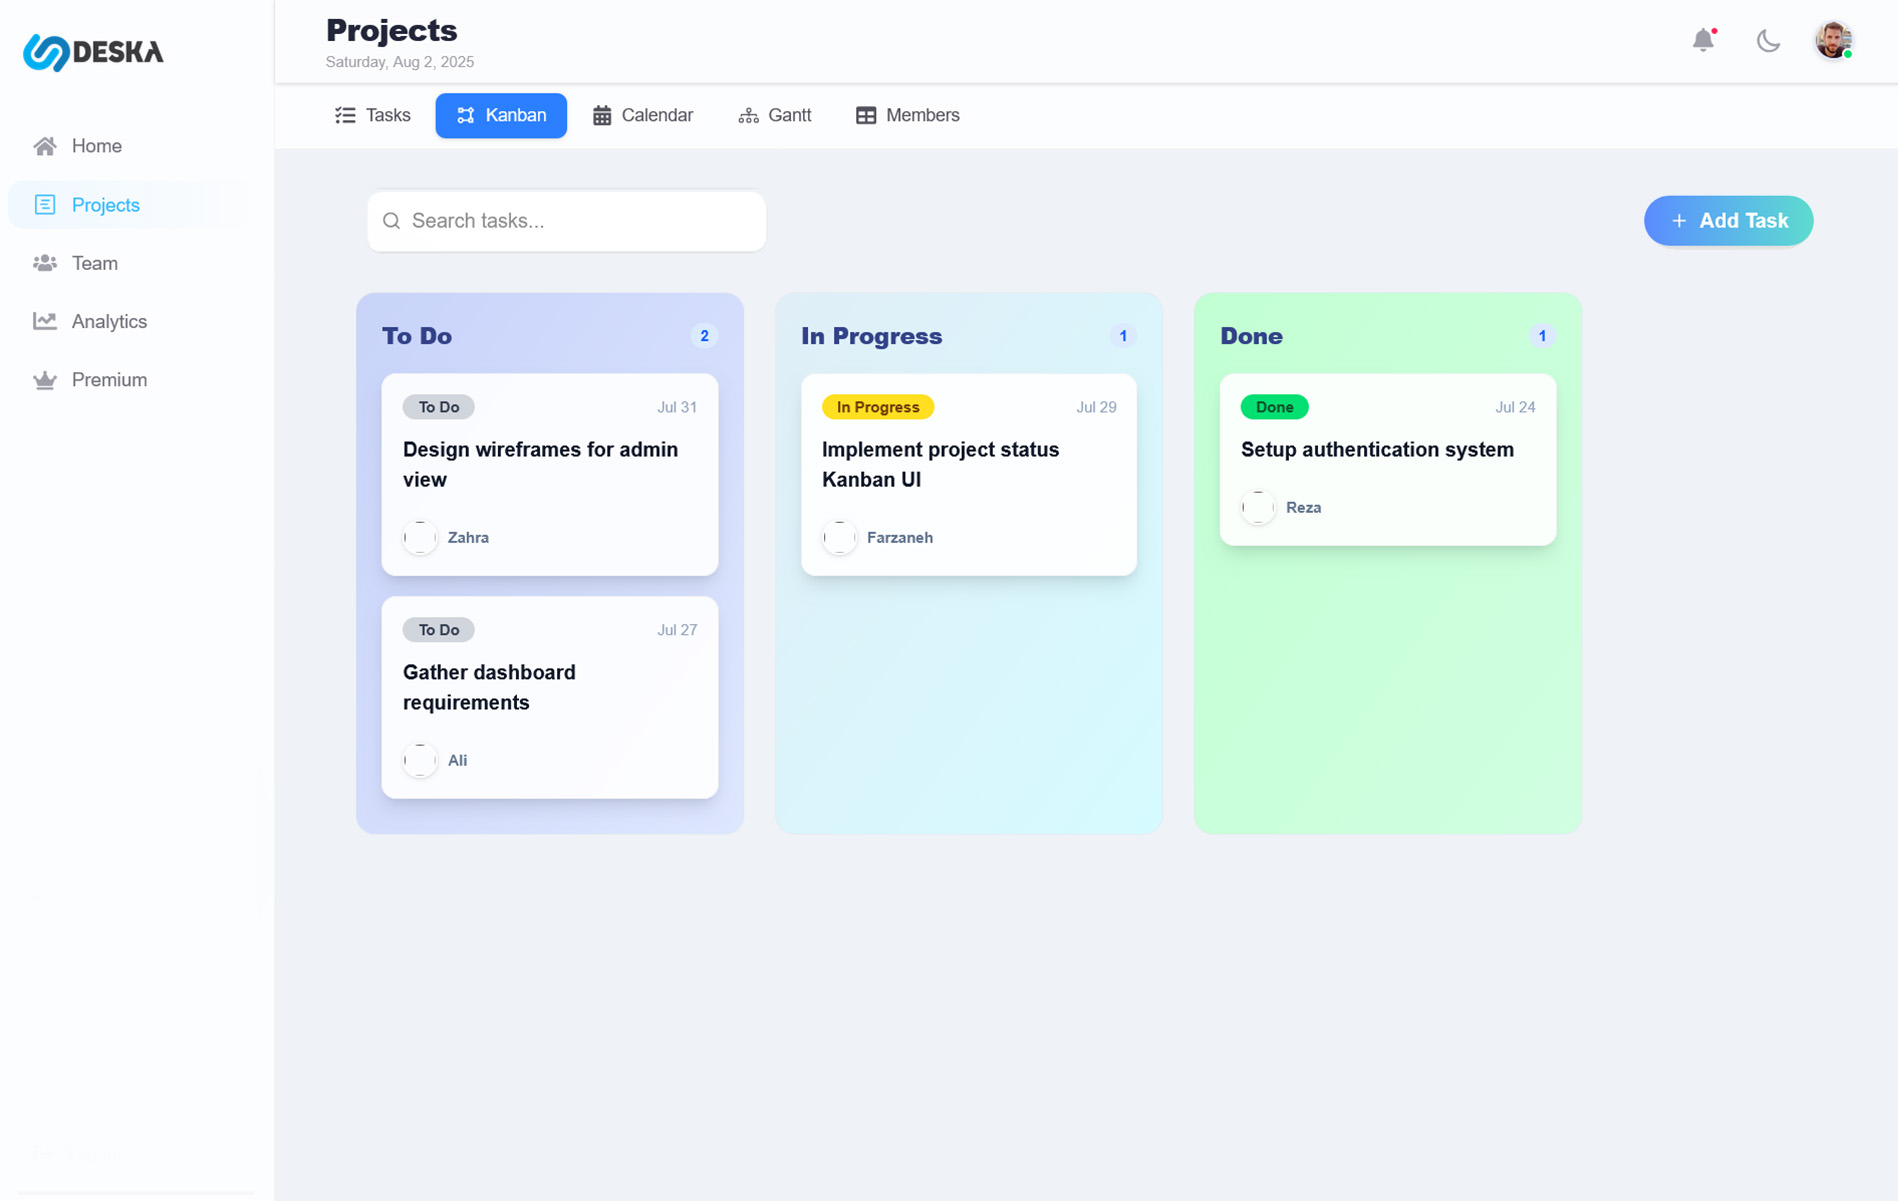 DESKA
Home
Projects
Team
Analytics
Premium
Projects
Saturday, Aug 2, 2025
Tasks
Kanban
Calendar
Gantt
Members
Search tasks...
+ Add Task
To Do
2
To Do
Jul 31
Design wireframes for admin
view
Zahra
To Do
Jul 27
Gather dashboard
requirements
Ali
In Progress
1
In Progress
Jul 29
Implement project status
Kanban UI
Farzaneh
Done
1
Done
Jul 24
Setup authentication system
Reza